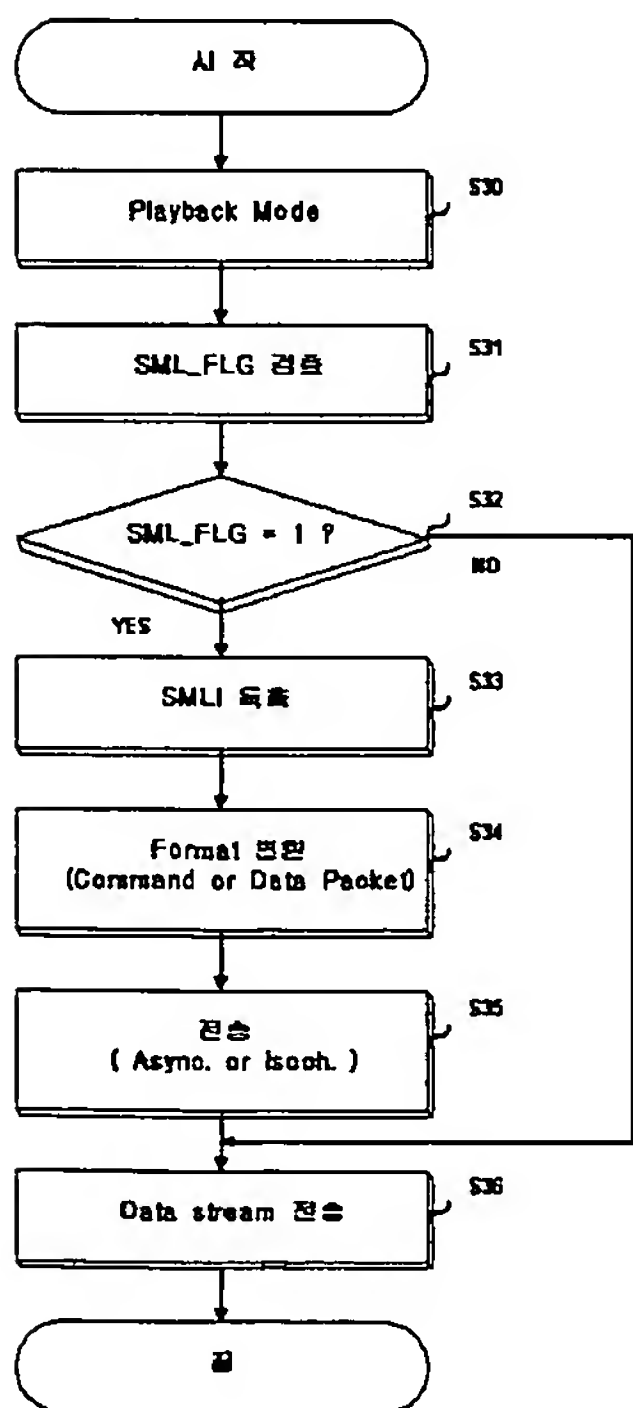 시 작
Playback Mode
S30
SML_FLG 검출
S31
SML_FLG = 1 ?
S32
NO
YES
SMLI 독출
S33
Format 변환
(Command or Data Packet)
S34
전송
( Async. or Isoch. )
S35
Data stream 전송
S36
끝